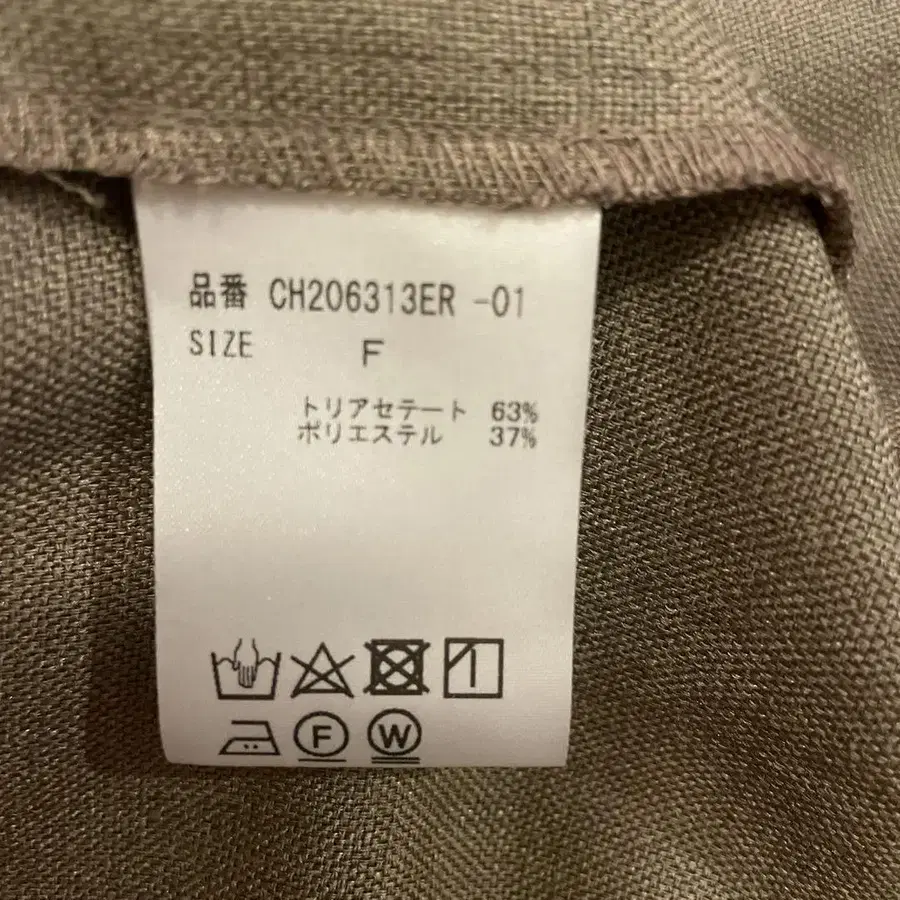 品番 CH206313ER -01
SIZE F
トリアセテート 63%
ポリエステル 37%
F W